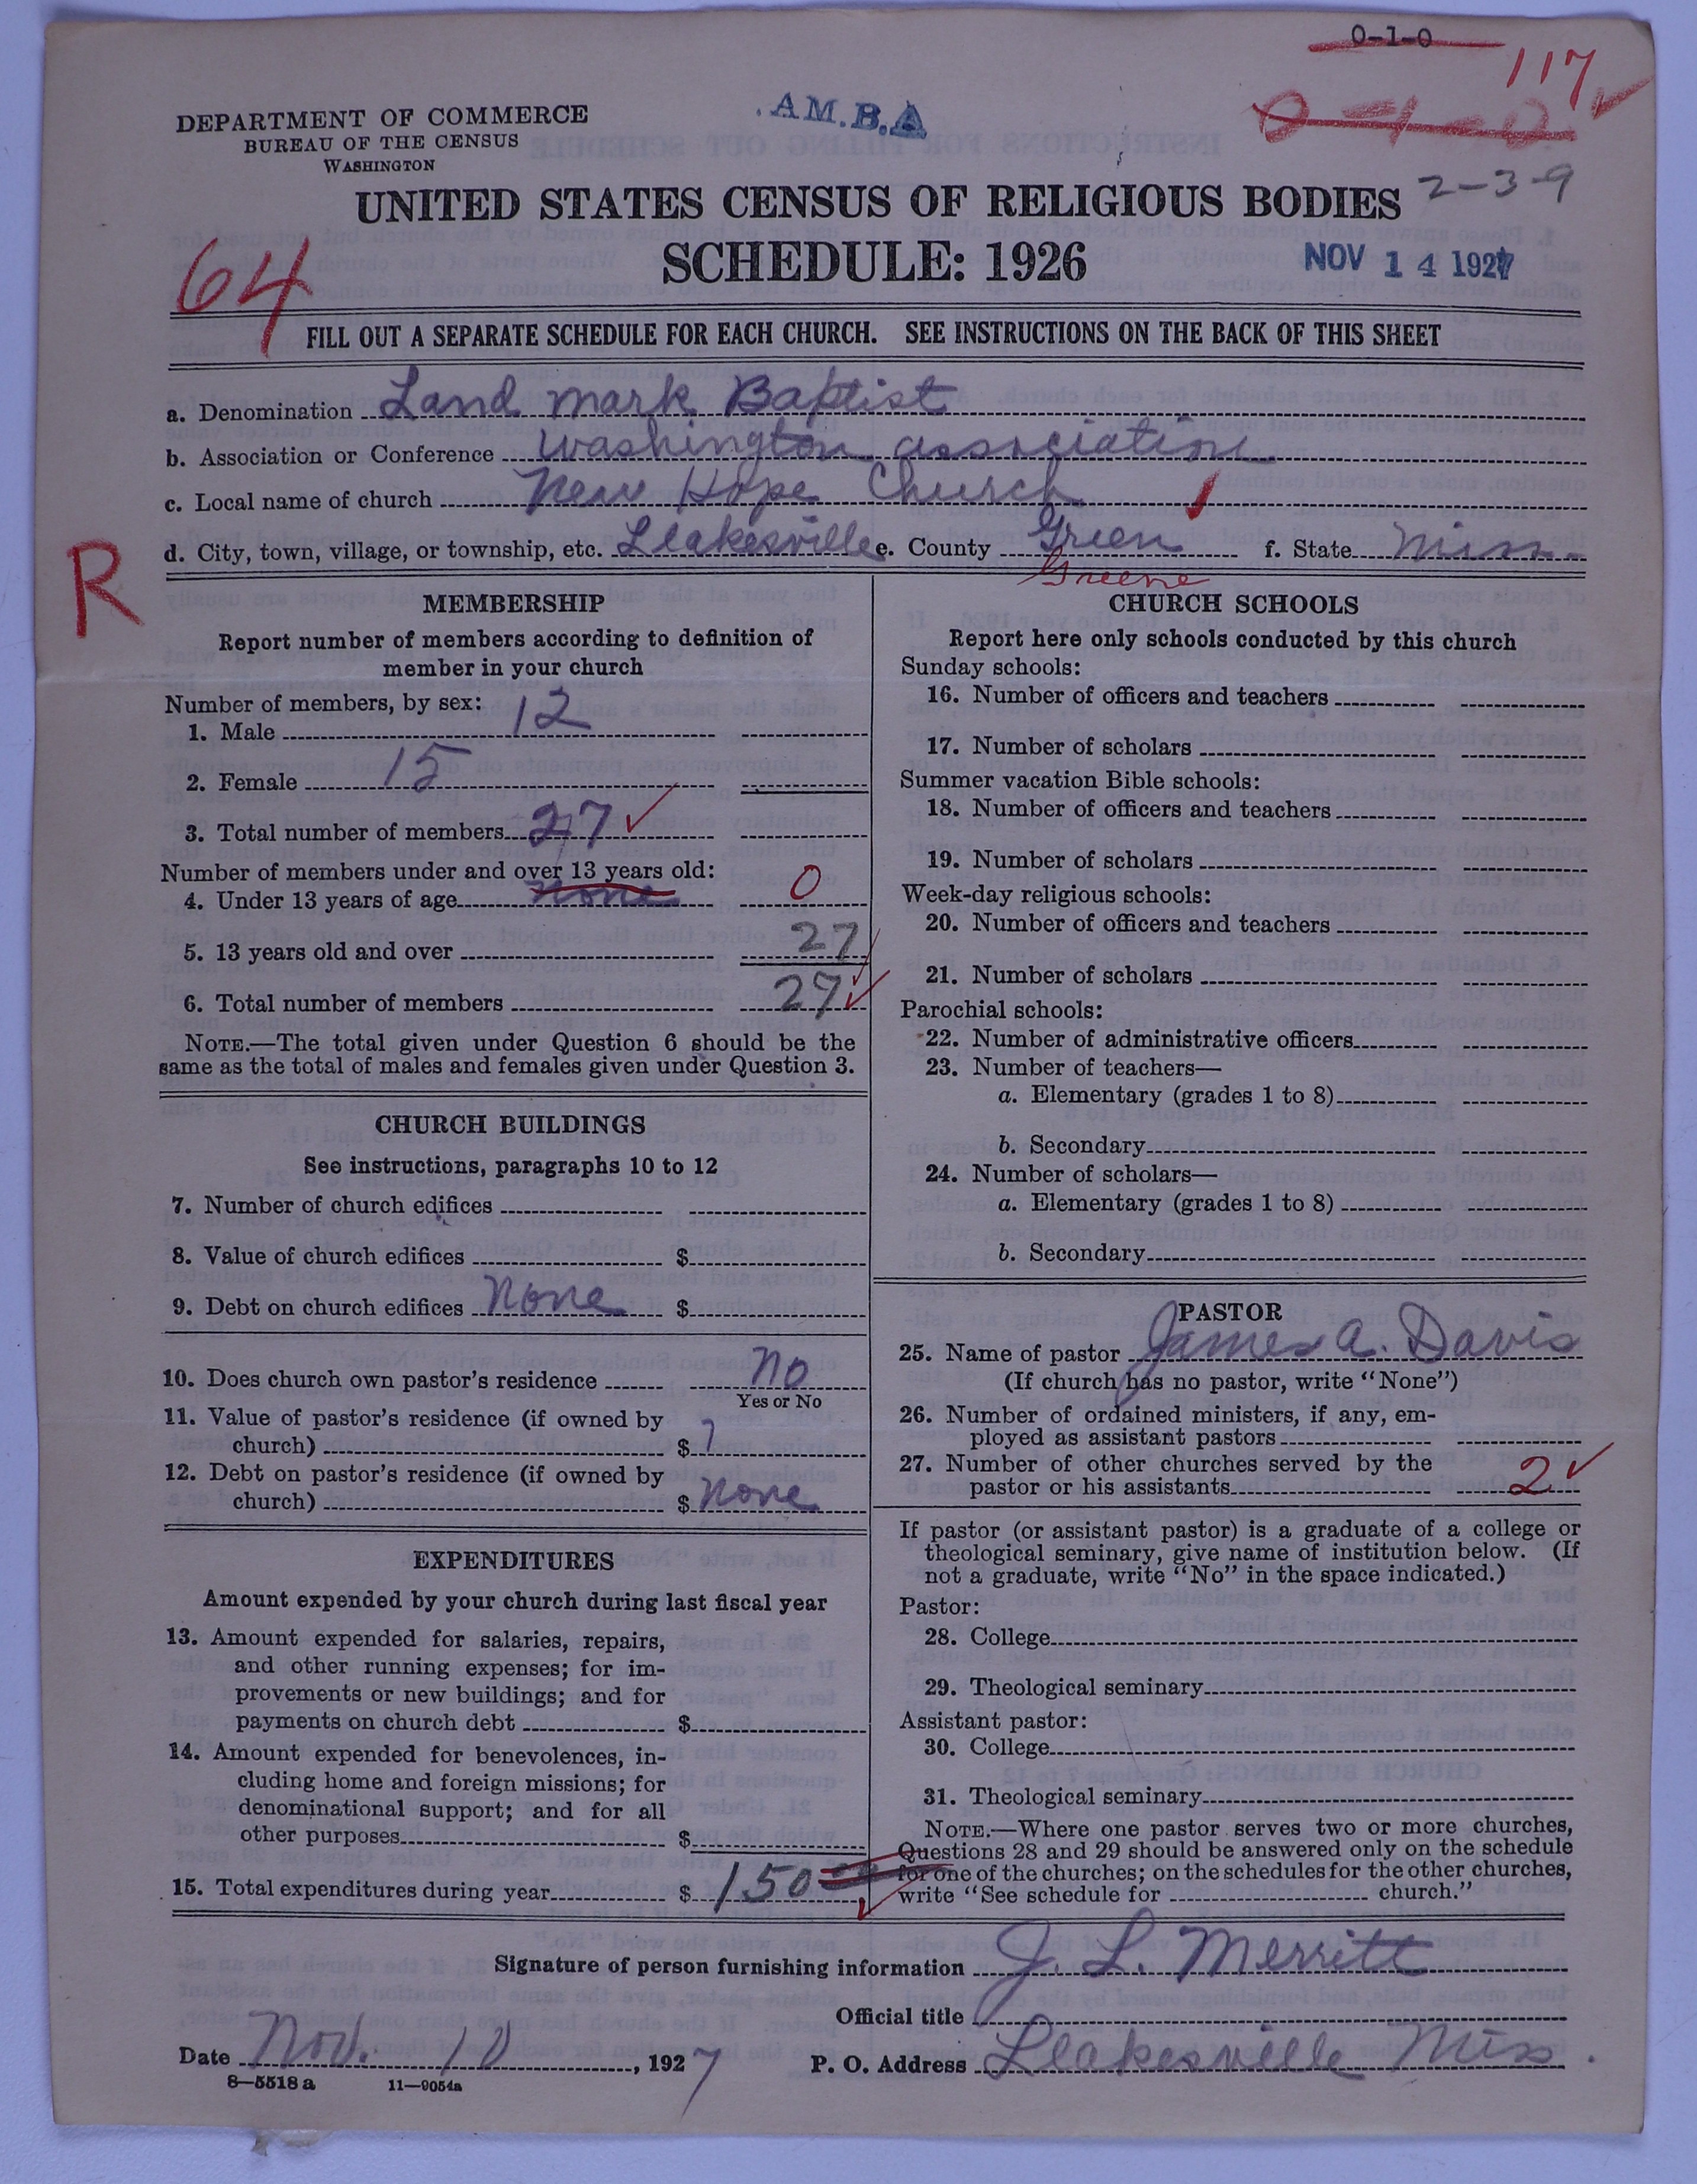 0-1-0
117
A.M.B.A
DEPARTMENT OF COMMERCE
BUREAU OF THE CENSUS
WASHINGTON
UNITED STATES CENSUS OF RELIGIOUS BODIES
2-3-9
SCHEDULE: 1926
NOV 14 1927
64
FILL OUT A SEPARATE SCHEDULE FOR EACH CHURCH. SEE INSTRUCTIONS ON THE BACK OF THIS SHEET
a. Denomination Land mark Baptist
b. Association or Conference Washington association
c. Local name of church New Hope Church
d. City, town, village, or township, etc. Leakesville e. County Green f. State Miss
Greene
R
MEMBERSHIP
Report number of members according to definition of
member in your church
Number of members, by sex:
1. Male 12
2. Female 15
3. Total number of members 27
Number of members under and over 13 years old:
4. Under 13 years of age none 0
5. 13 years old and over 27
6. Total number of members 27
NOTE.—The total given under Question 6 should be the
same as the total of males and females given under Question 3.
CHURCH BUILDINGS
See instructions, paragraphs 10 to 12
7. Number of church edifices
8. Value of church edifices $
9. Debt on church edifices None $
10. Does church own pastor's residence No
Yes or No
11. Value of pastor's residence (if owned by
church) $ ?
12. Debt on pastor's residence (if owned by
church) $ None
EXPENDITURES
Amount expended by your church during last fiscal year
13. Amount expended for salaries, repairs,
and other running expenses; for im-
provements or new buildings; and for
payments on church debt $
14. Amount expended for benevolences, in-
cluding home and foreign missions; for
denominational support; and for all
other purposes $
15. Total expenditures during year $ 150
CHURCH SCHOOLS
Report here only schools conducted by this church
Sunday schools:
16. Number of officers and teachers
17. Number of scholars
Summer vacation Bible schools:
18. Number of officers and teachers
19. Number of scholars
Week-day religious schools:
20. Number of officers and teachers
21. Number of scholars
Parochial schools:
22. Number of administrative officers
23. Number of teachers—
a. Elementary (grades 1 to 8)
b. Secondary
24. Number of scholars—
a. Elementary (grades 1 to 8)
b. Secondary
PASTOR
25. Name of pastor James A. Davis
(If church has no pastor, write "None")
26. Number of ordained ministers, if any, em-
ployed as assistant pastors
27. Number of other churches served by the
pastor or his assistants 2
If pastor (or assistant pastor) is a graduate of a college or
theological seminary, give name of institution below. (If
not a graduate, write "No" in the space indicated.)
Pastor:
28. College
29. Theological seminary
Assistant pastor:
30. College
31. Theological seminary
NOTE.—Where one pastor serves two or more churches,
Questions 28 and 29 should be answered only on the schedule
for one of the churches; on the schedules for the other churches,
write "See schedule for church."
Signature of person furnishing information J. L. Merritt
Official title
Date Nov. 10, 1927 P. O. Address Leakesville Miss.
8—5518 a 11—9054a